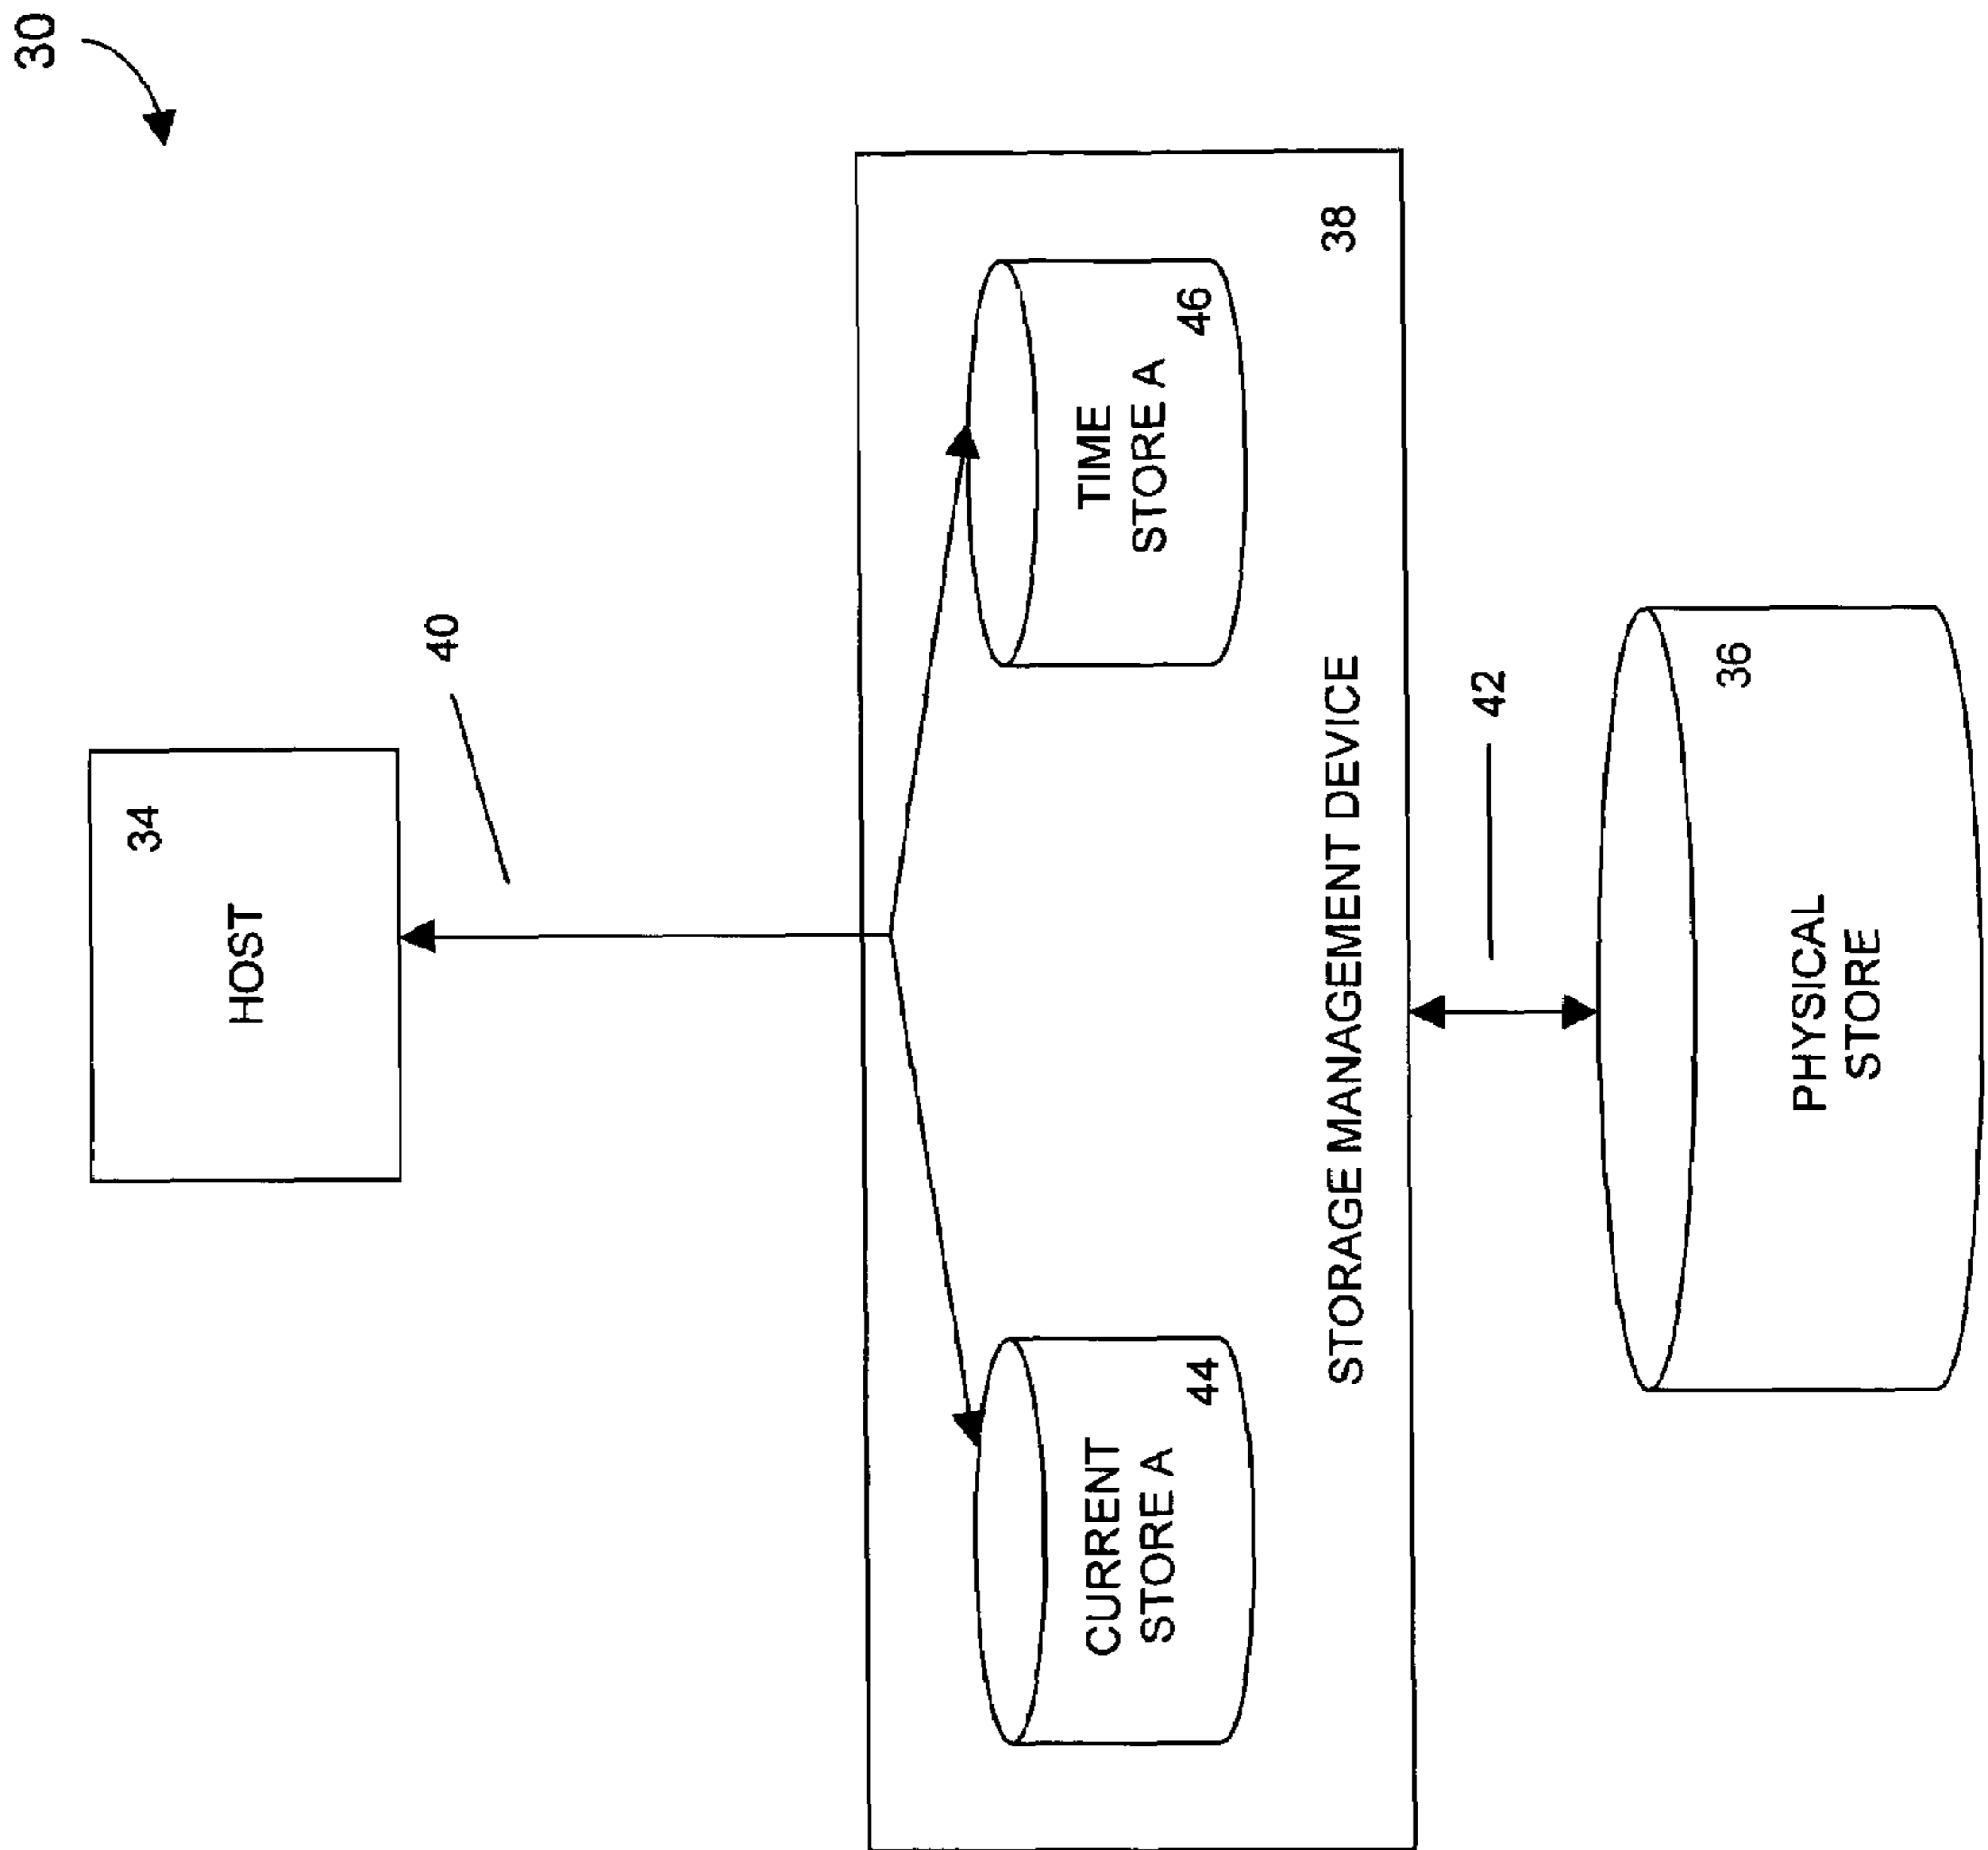 30
34
HOST
40
TIME
STORE A
46
38
CURRENT
STORE A
44
STORAGE MANAGEMENT DEVICE
42
36
PHYSICAL
STORE